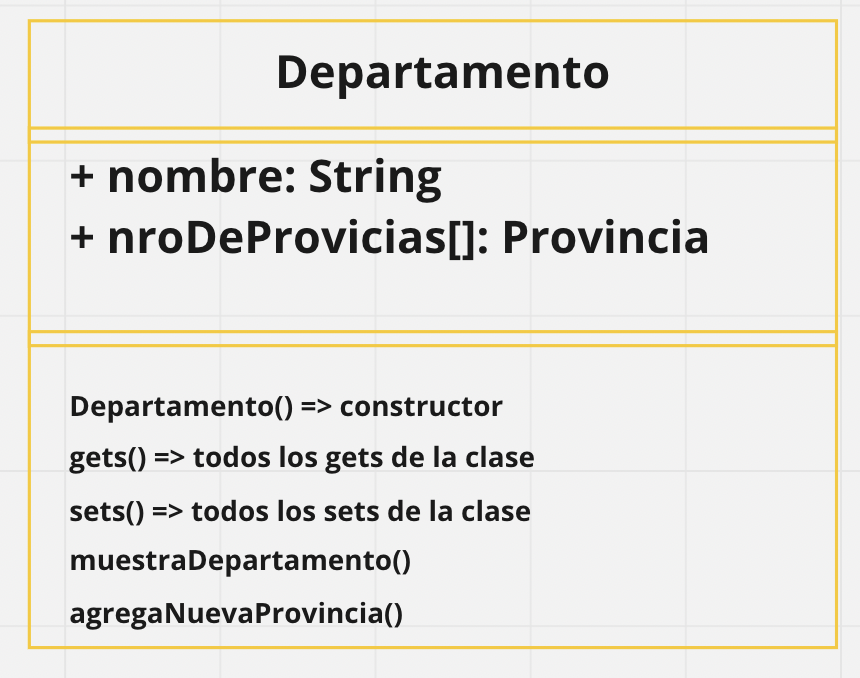 Departamento
+ nombre: String
+ nroDeProvicias[]: Provincia
Departamento() => constructor
gets() => todos los gets de la clase
sets() => todos los sets de la clase
muestraDepartamento()
agregaNuevaProvincia()